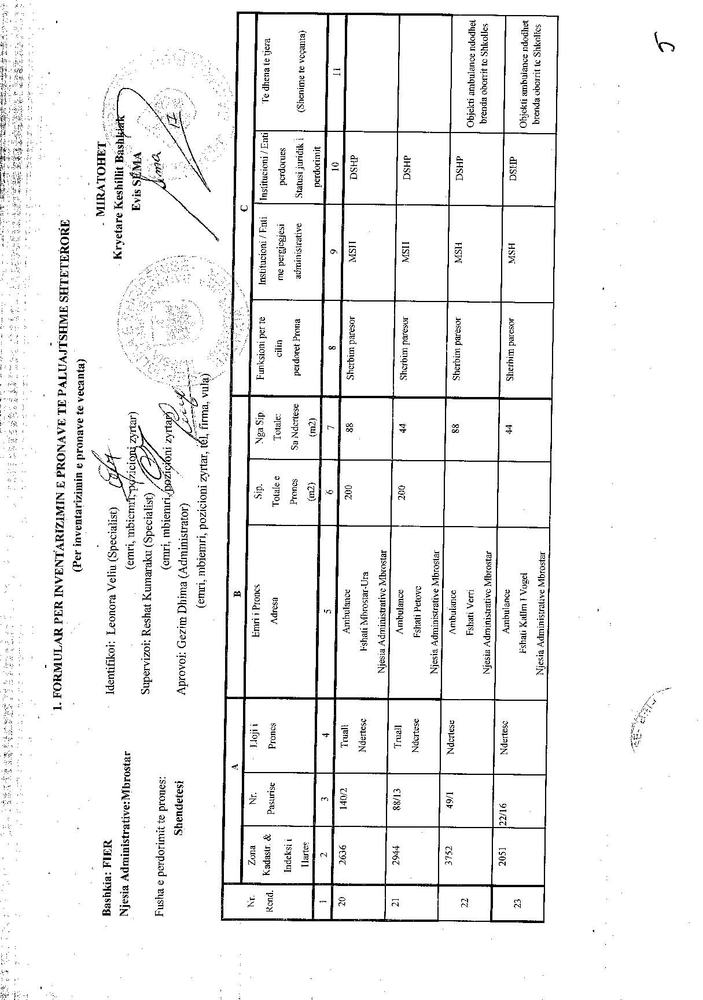 1. FORMULAR PER INVENTARIZIMIN E PRONAVE TE PALUAJTSHME SHTETERORE
(Per inventarizimin e pronave te vecanta)
MIRATOHET
Kryetare Keshillit Bashkiak
Evis SEMA
Bashkia: FIER
Njesia Administrative:Mbrostar
Fusha e perdorimit te prones:
Shendetesi
Identifikoi: Leonora Veliu (Specialist)
(emri, mbiemri, pozicioni zyrtar)
Supervizoi: Reshat Kumaraku (Specialist)
(emri, mbiemri, pozicioni zyrtar)
Aprovoi: Gezim Dhima (Administrator)
(emri, mbiemri, pozicioni zyrtar, tel, firma, vula)
A B C
Nr. Rend. Zona Kadastr. & Indeksi i Hartes Nr. Pasurise Lloji i Prones Emri i Prones Adresa Sip. Totale e Prones (m2) Nga Sip. Totale: Sa Ndertese (m2) Funksioni per te cilin perdoret Prona Institucioni / Enti me pergjegjesi administrative Institucioni / Enti perdorues Statusi juridik i perdorimit Te dhena te tjera (Shenime te veçanta)
1 2 3 4 5 6 7 8 9 10 11
20 2636 140/2 Truall Ndertese Ambulance Fshati Mbrostar-Ura Njesia Administrative Mbrostar 200 88 Sherbim paresor MSH DSHP
21 2944 88/13 Truall Ndertese Ambulance Fshati Petove Njesia Administrative Mbrostar 200 44 Sherbim paresor MSH DSHP
22 3752 49/1 Ndertese Ambulance Fshati Verri Njesia Administrative Mbrostar 88 Sherbim paresor MSH DSHP Objekti ambulance ndodhet brenda oborrit te Shkolles
23 2051 22/16 Ndertese Ambulance Fshati Kallm I Vogel Njesia Administrative Mbrostar 44 Sherbim paresor MSH DSHP Objekti ambulance ndodhet brenda oborrit te Shkolles
5